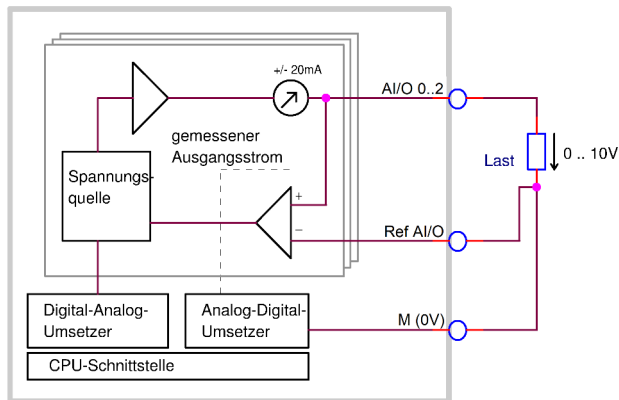 +/- 20mA
AI/O 0..2
gemessener
Ausgangsstrom
Last
0 .. 10V
Spannungs-
quelle
+
–
Ref AI/O
Digital-Analog-
Umsetzer
Analog-Digital-
Umsetzer
M (0V)
CPU-Schnittstelle